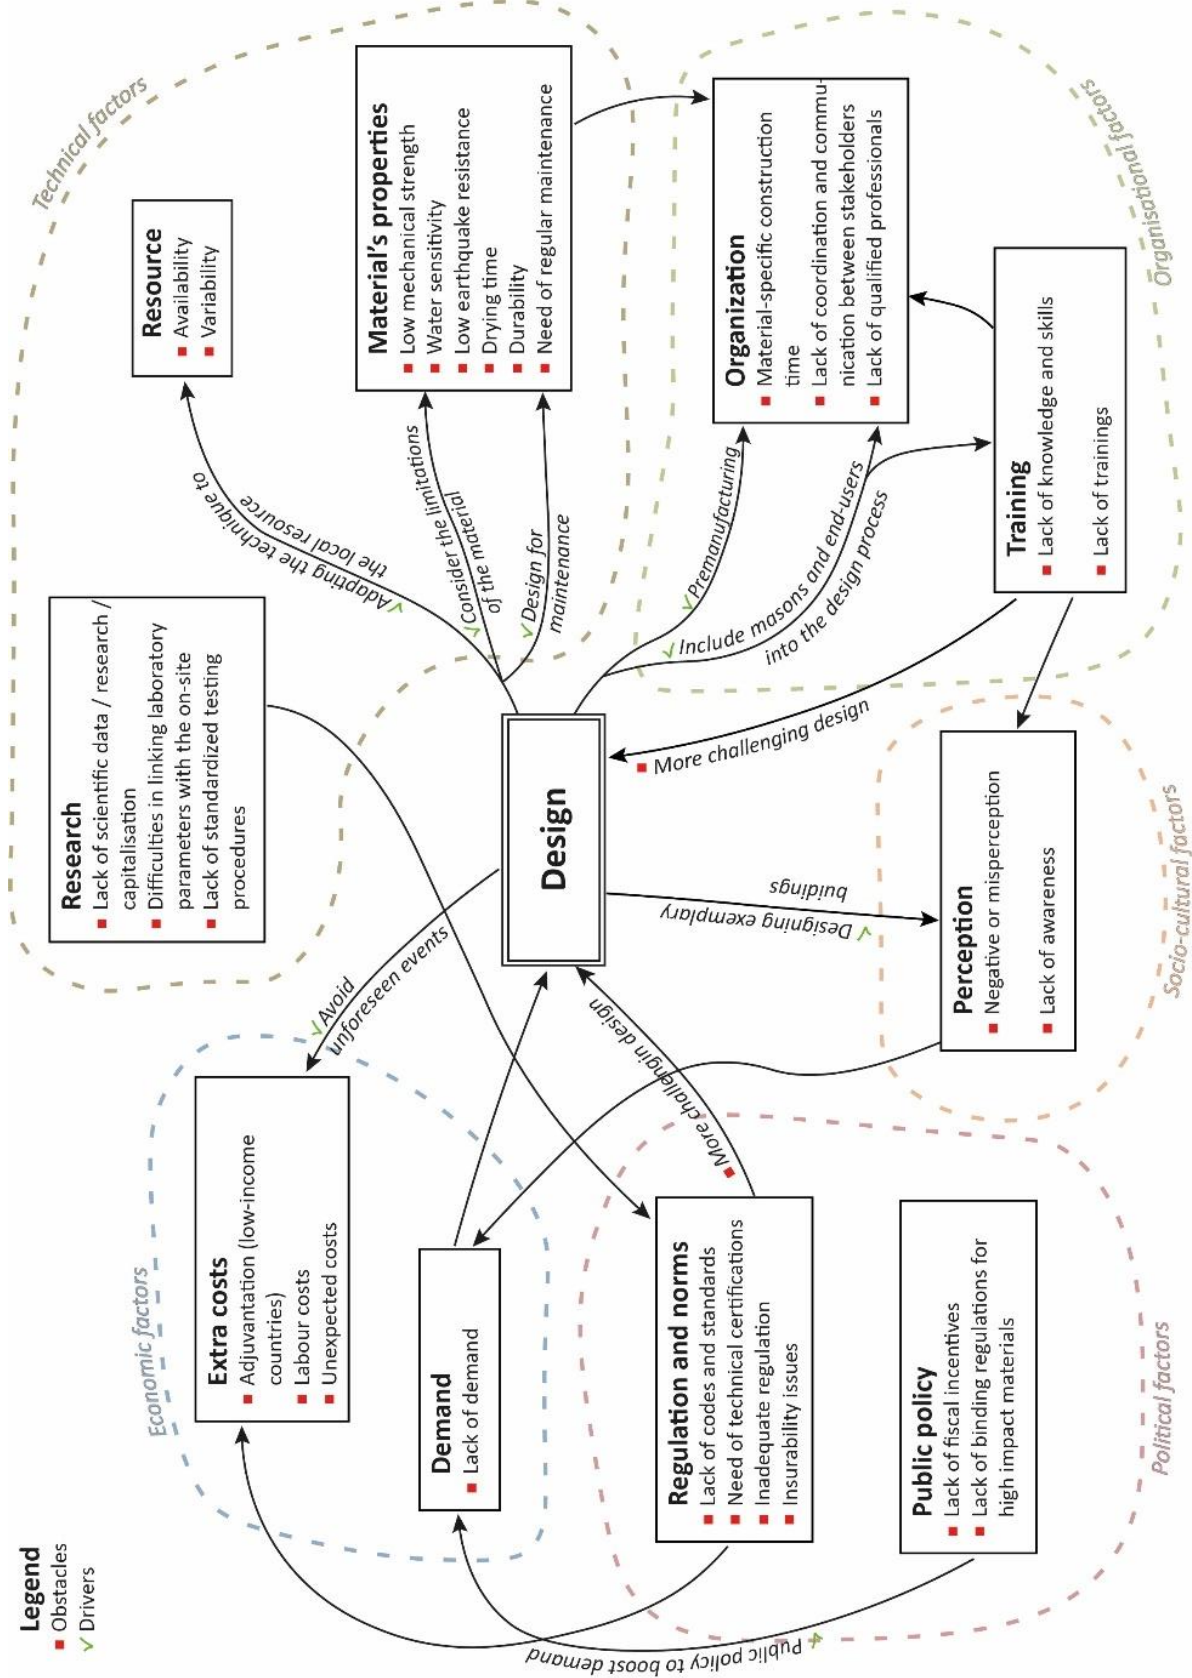 Legend
Obstacles
Drivers
Economic factors
Extra costs
Adjuvantation (low-income
countries)
Labour costs
Unexpected costs
Demand
Lack of demand
Political factors
Regulation and norms
Lack of codes and standards
Need of technical certifications
Inadequate regulation
Insurability issues
Public policy
Lack of fiscal incentives
Lack of binding regulations for
high impact materials
Public policy to boost demand
Avoid
unforeseen events
More challengin design
Technical factors
Research
Lack of scientific data / research /
capitalisation
Difficulties in linking laboratory
parameters with the on-site
Lack of standardized testing
procedures
Resource
Availability
Variability
Material's properties
Low mechanical strength
Water sensitivity
Low earthquake resistance
Drying time
Durability
Need of regular maintenance
Adapting the technique to
the local resource
Consider the limitations
of the material
Design for
maintenance
Design
Designing exemplary
buidings
More challenging design
Premanufacturing
Include masons and end-users
into the design process
Socio-cultural factors
Perception
Negative or misperception
Lack of awareness
Organisational factors
Organization
Material-specific construction
time
Lack of coordination and commu-
nication between stakeholders
Lack of qualified professionals
Training
Lack of knowledge and skills
Lack of trainings